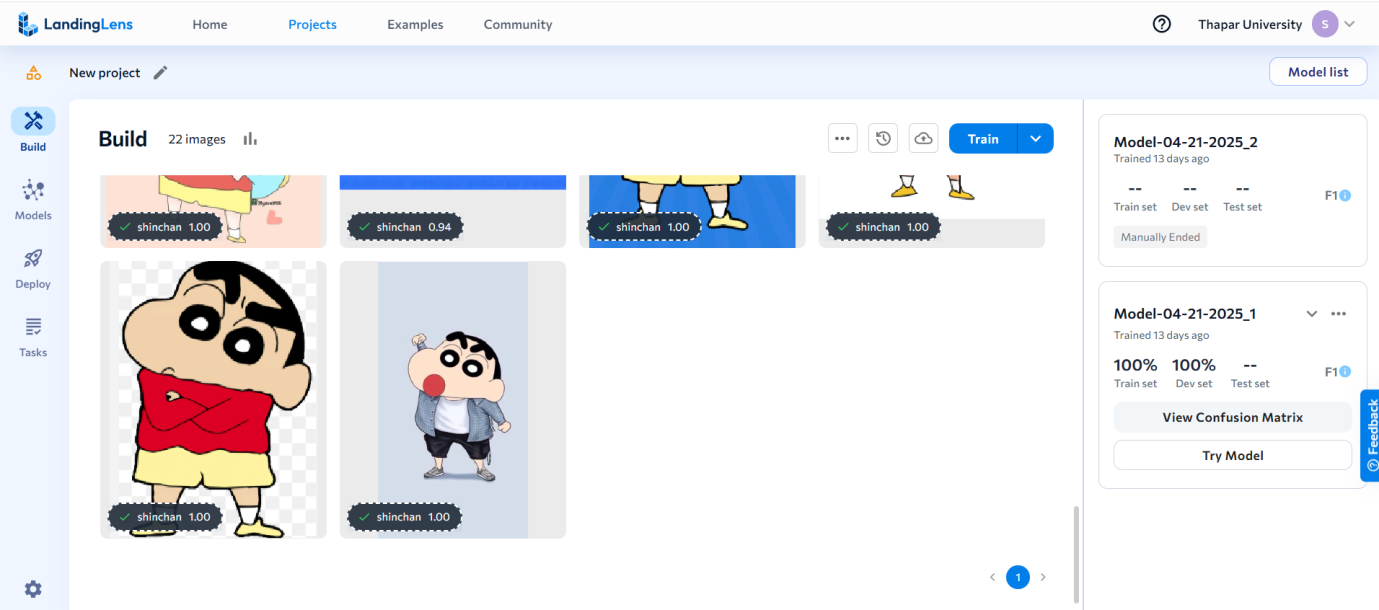 LandingLens
Home
Projects
Examples
Community
Thapar University
S
New project
Model list
Build
Models
Deploy
Tasks
Build
22 images
Train
shinchan 1.00
shinchan 0.94
shinchan 1.00
shinchan 1.00
shinchan 1.00
shinchan 1.00
1
Model-04-21-2025_2
Trained 13 days ago
-- -- --
Train set Dev set Test set
F1
Manually Ended
Model-04-21-2025_1
Trained 13 days ago
100% 100% --
Train set Dev set Test set
F1
View Confusion Matrix
Try Model
Feedback